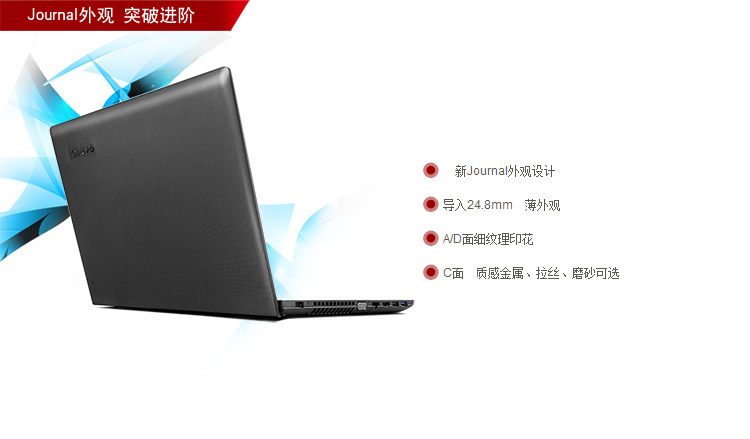 Journal外观 突破进阶
lenovo
新Journal外观设计
导入24.8mm 薄外观
A/D面细纹理印花
C面 质感金属、拉丝、磨砂可选